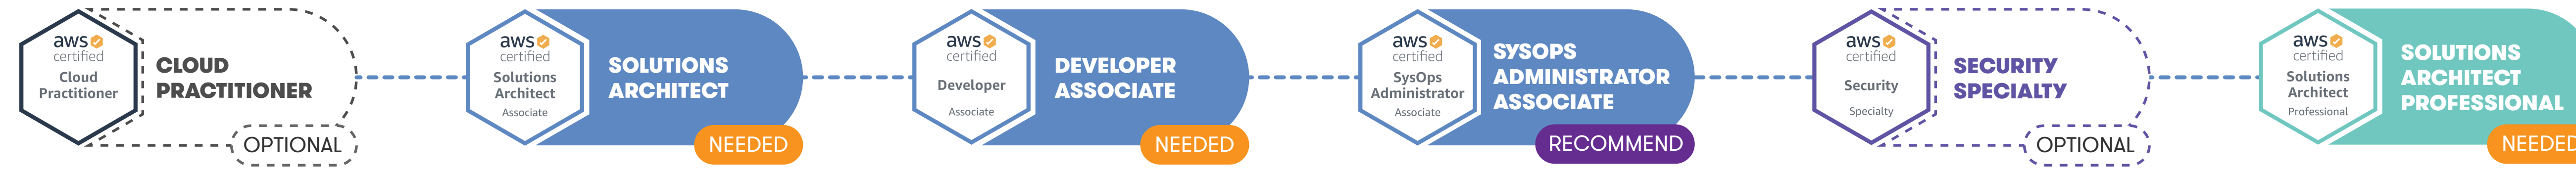 aws
certified
Cloud
Practitioner
CLOUD
PRACTITIONER
OPTIONAL
aws
certified
Solutions
Architect
Associate
SOLUTIONS
ARCHITECT
NEEDED
aws
certified
Developer
Associate
DEVELOPER
ASSOCIATE
NEEDED
aws
certified
SysOps
Administrator
Associate
SYSOPS
ADMINISTRATOR
ASSOCIATE
RECOMMEND
aws
certified
Security
Specialty
SECURITY
SPECIALTY
OPTIONAL
aws
certified
Solutions
Architect
Professional
SOLUTIONS
ARCHITECT
PROFESSIONAL
NEEDED